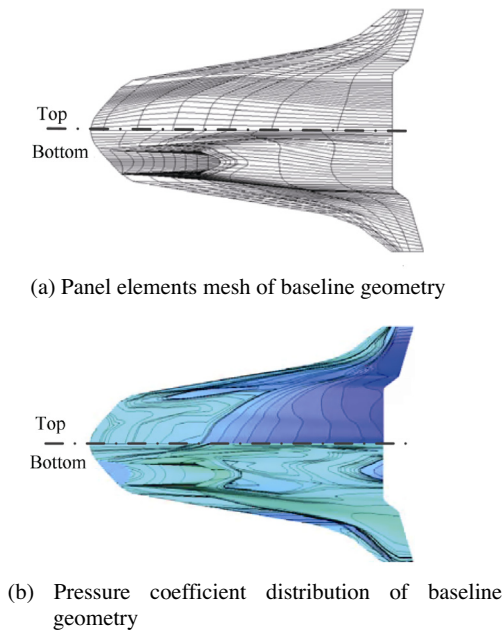 Top
Bottom
(a) Panel elements mesh of baseline geometry
Top
Bottom
(b) Pressure coefficient distribution of baseline
geometry